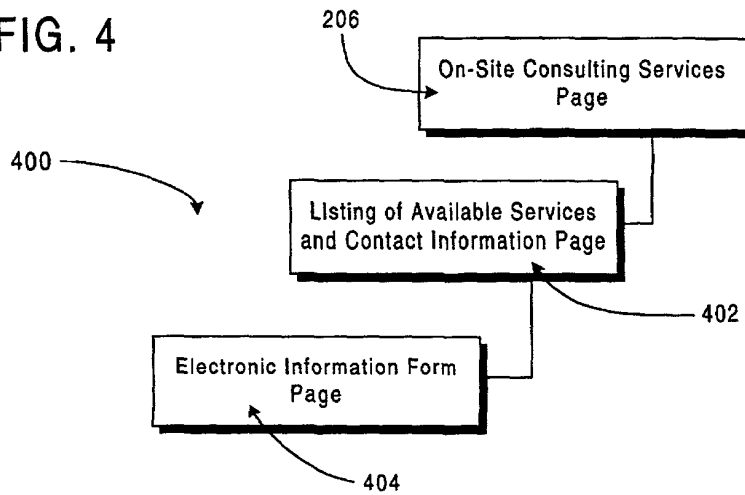 FIG. 4
206
On-Site Consulting Services
Page
400
Listing of Available Services
and Contact Information Page
402
Electronic Information Form
Page
404